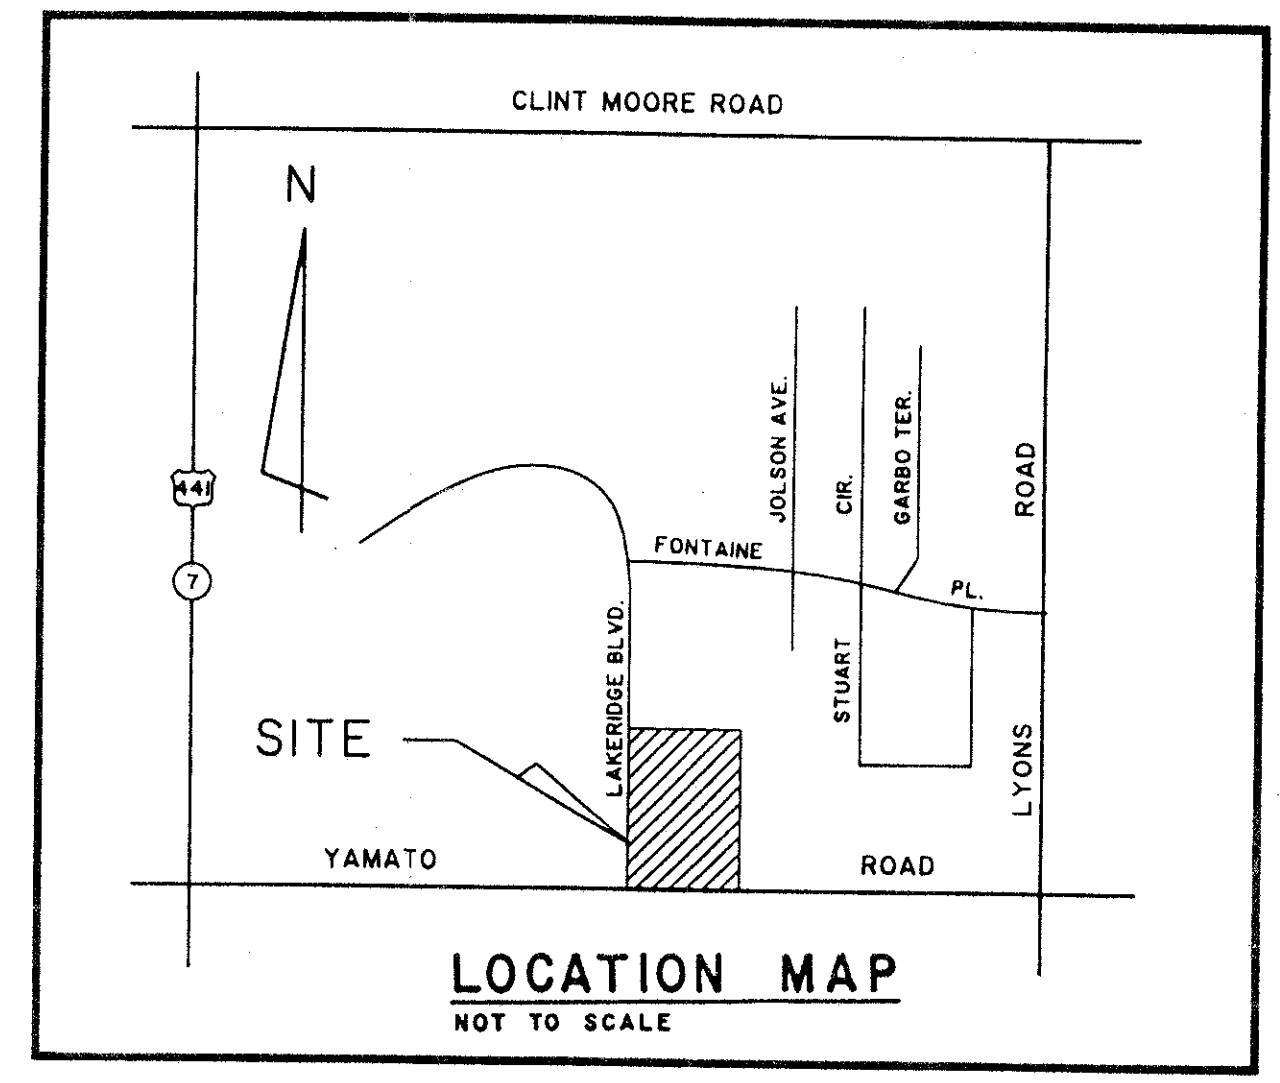 CLINT MOORE ROAD
N
JOLSON AVE.
CIR.
GARBO TER.
ROAD
441
FONTAINE
7
PL.
LAKERIDGE BLVD.
STUART
SITE
LYONS
YAMATO
ROAD
LOCATION MAP
NOT TO SCALE